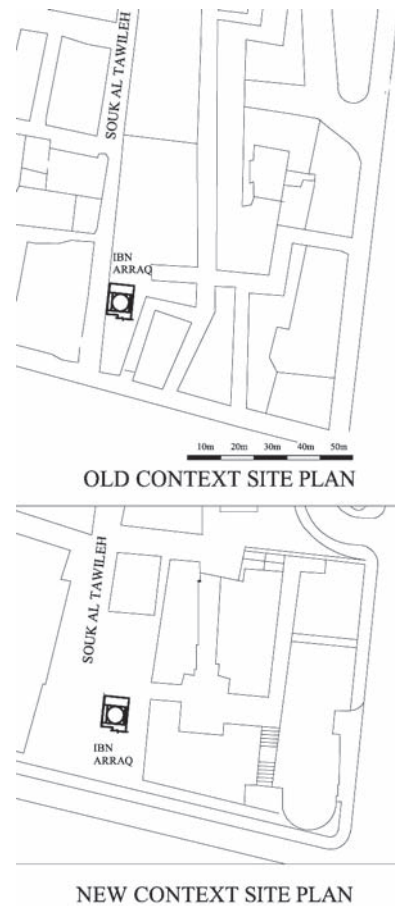 SOUK AL TAWILEH
IBN
ARRAQ
10m 20m 30m 40m 50m
OLD CONTEXT SITE PLAN
SOUK AL TAWILEH
IBN
ARRAQ
NEW CONTEXT SITE PLAN